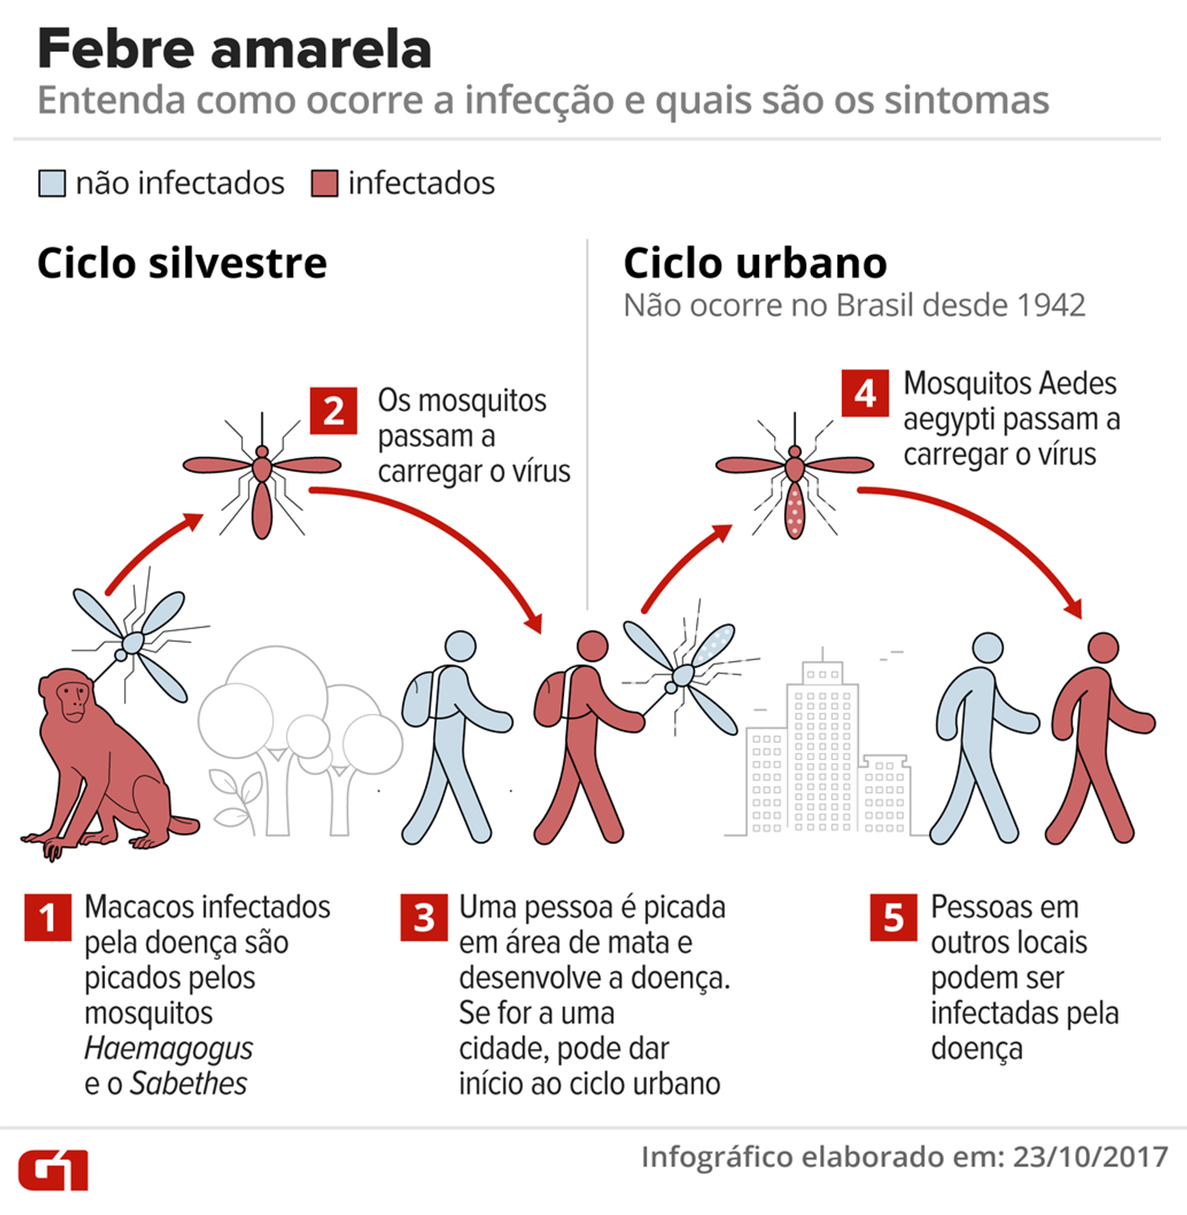 Febre amarela
Entenda como ocorre a infecção e quais são os sintomas
não infectados infectados
Ciclo silvestre
2
Os mosquitos
passam a
carregar o vírus
Ciclo urbano
Não ocorre no Brasil desde 1942
4
Mosquitos Aedes
aegypti passam a
carregar o vírus
1
Macacos infectados
pela doença são
picados pelos
mosquitos
Haemagogus
e o Sabethes
3
Uma pessoa é picada
em área de mata e
desenvolve a doença.
Se for a uma
cidade, pode dar
início ao ciclo urbano
5
Pessoas em
outros locais
podem ser
infectadas pela
doença
G1
Infográfico elaborado em: 23/10/2017